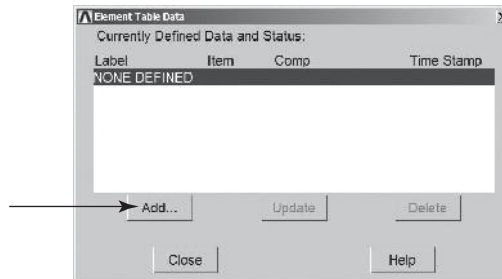 Element Table Data
Currently Defined Data and Status:
Label Item Comp Time Stamp
NONE DEFINED
Add... Update Delete
Close Help